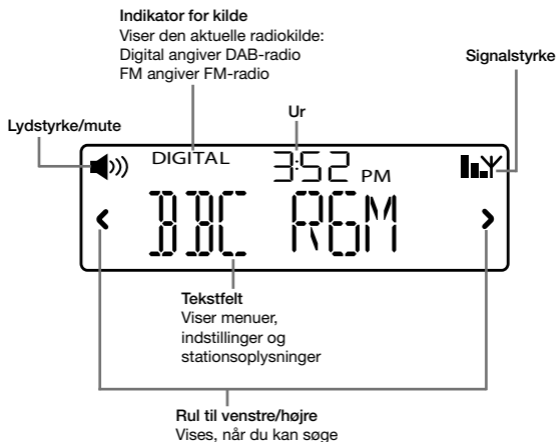 Indikator for kilde
Viser den aktuelle radiokilde:
Digital angiver DAB-radio
FM angiver FM-radio
Signalstyrke
Lydstyrke/mute
Ur
DIGITAL 3:52 PM
BBC R6M
Tekstfelt
Viser menuer,
indstillinger og
stationsoplysninger
Rul til venstre/højre
Vises, når du kan søge